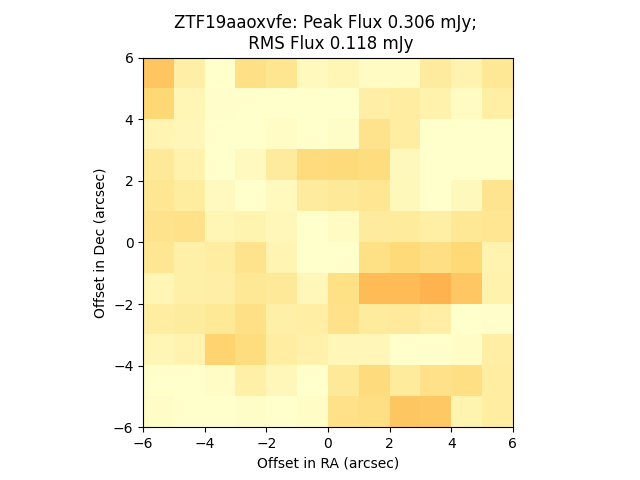 ZTF19aaoxvfe: Peak Flux 0.306 mJy;
RMS Flux 0.118 mJy
6
4
2
0
−2
−4
−6
Offset in Dec (arcsec)
−6 −4 −2 0 2 4 6
Offset in RA (arcsec)